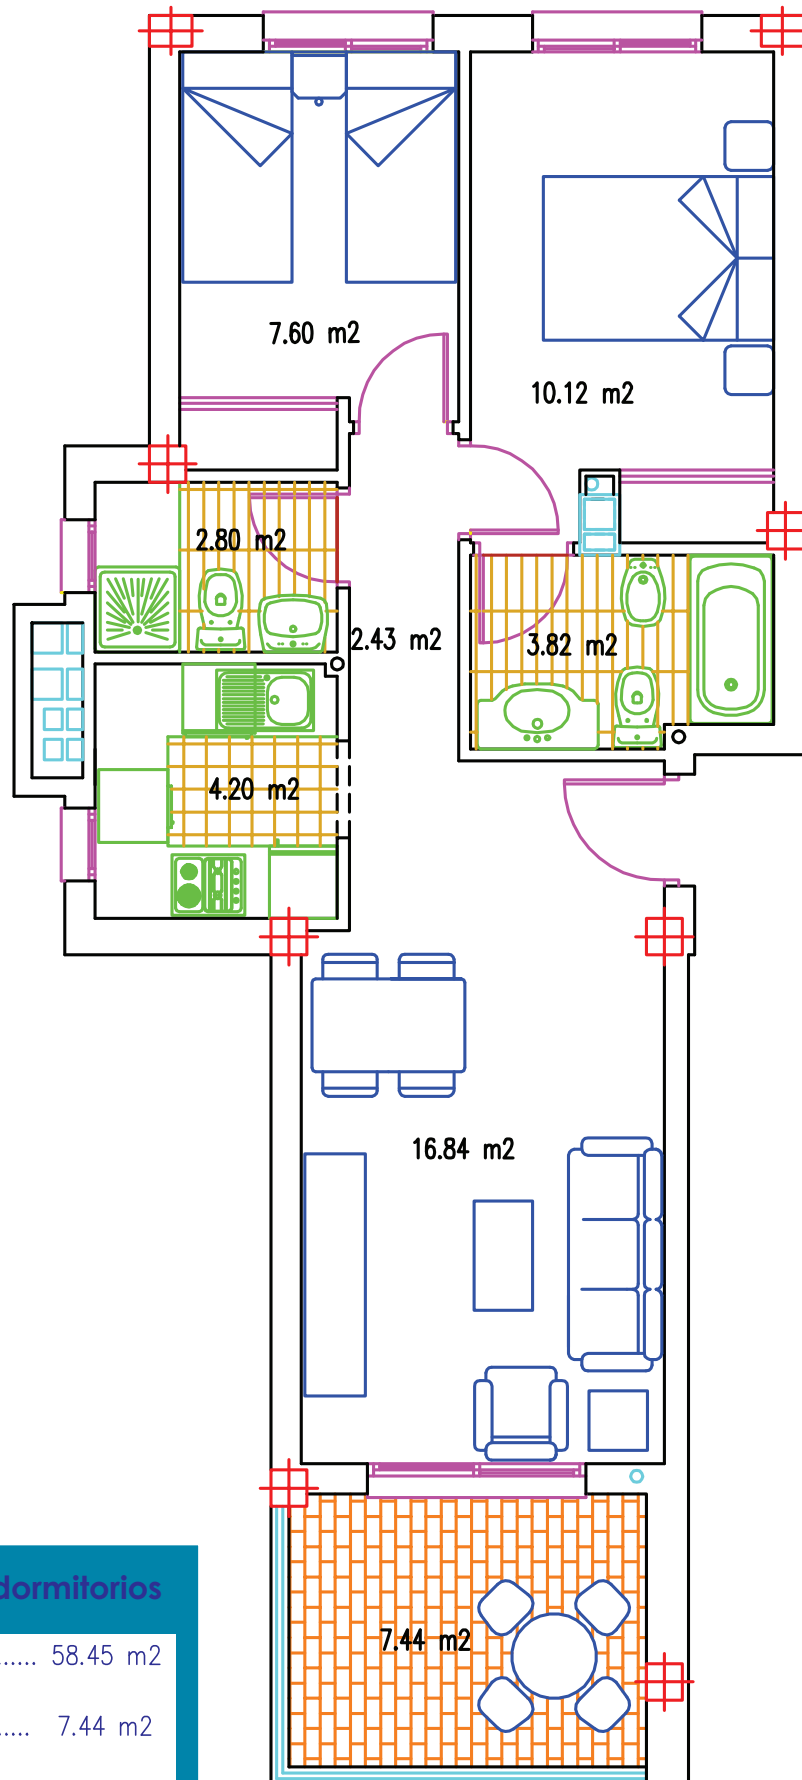 7.60 m2
10.12 m2
2.80 m2
2.43 m2
3.82 m2
4.20 m2
16.84 m2
7.44 m2
dormitorios
..... 58.45 m2
..... 7.44 m2